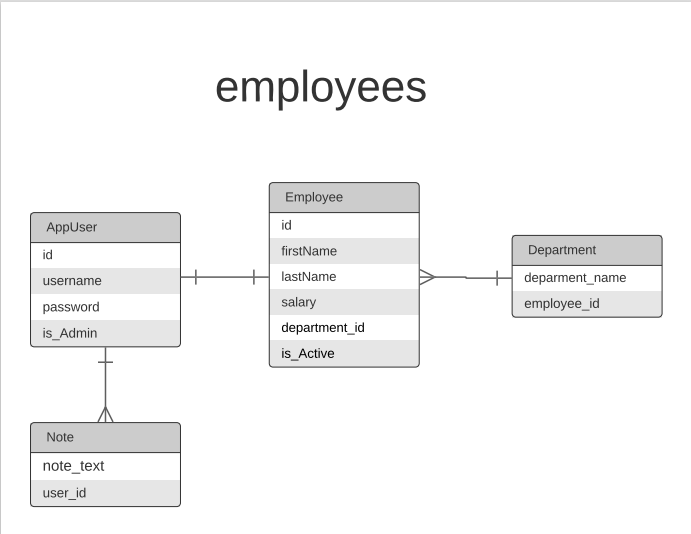 employees
AppUser
id
username
password
is_Admin
Employee
id
firstName
lastName
salary
department_id
is_Active
Department
deparment_name
employee_id
Note
note_text
user_id